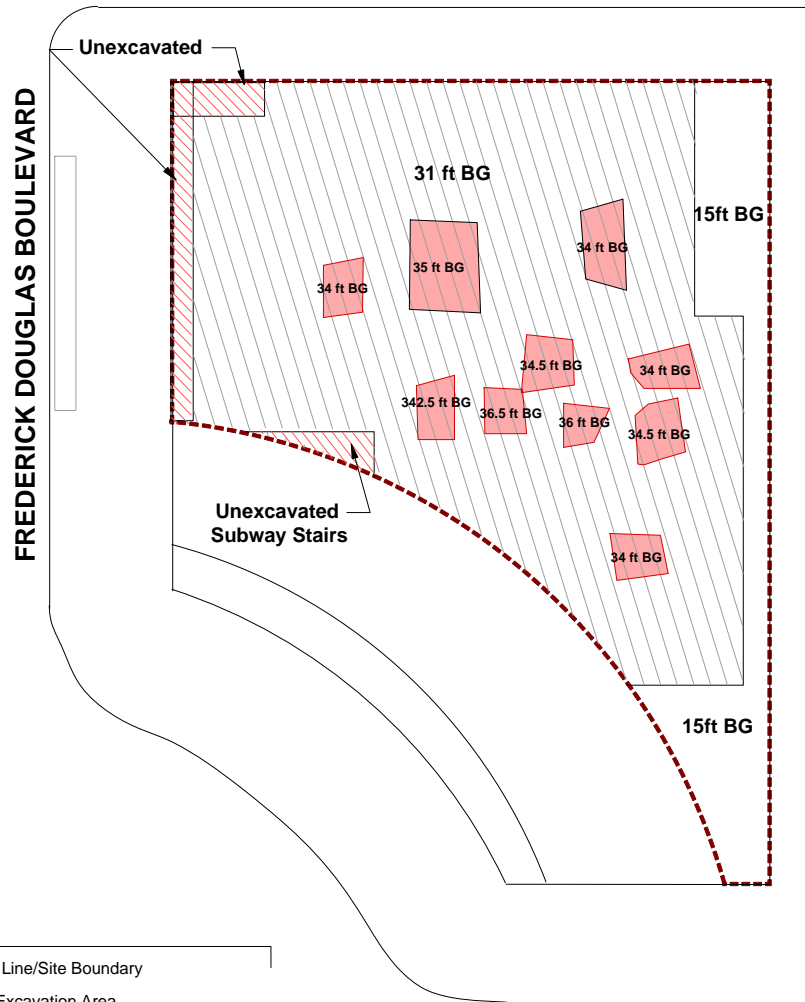 Unexcavated
FREDERICK DOUGLAS BOULEVARD
31 ft BG
15ft BG
34 ft BG
35 ft BG
34 ft BG
34.5 ft BG
34 ft BG
342.5 ft BG
36.5 ft BG
36 ft BG
34.5 ft BG
Unexcavated
Subway Stairs
34 ft BG
15ft BG
Line/Site Boundary
Excavation Area